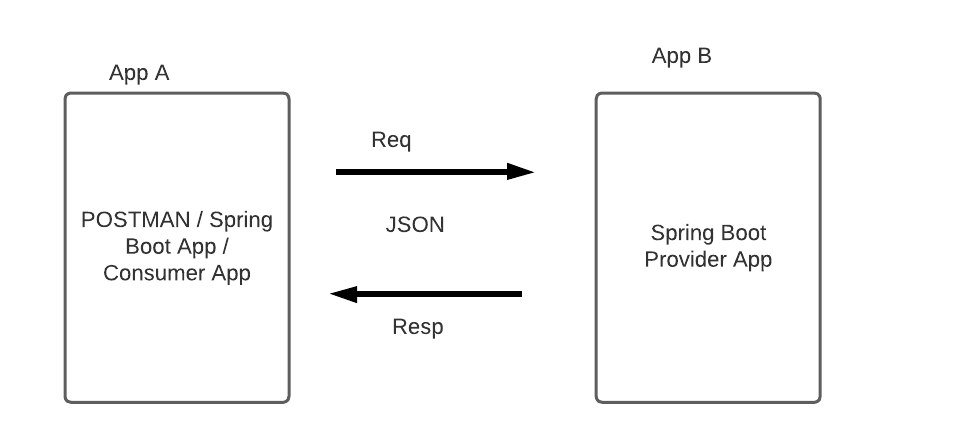 App A
App B
Req
POSTMAN / Spring
Boot App /
Consumer App
JSON
Spring Boot
Provider App
Resp